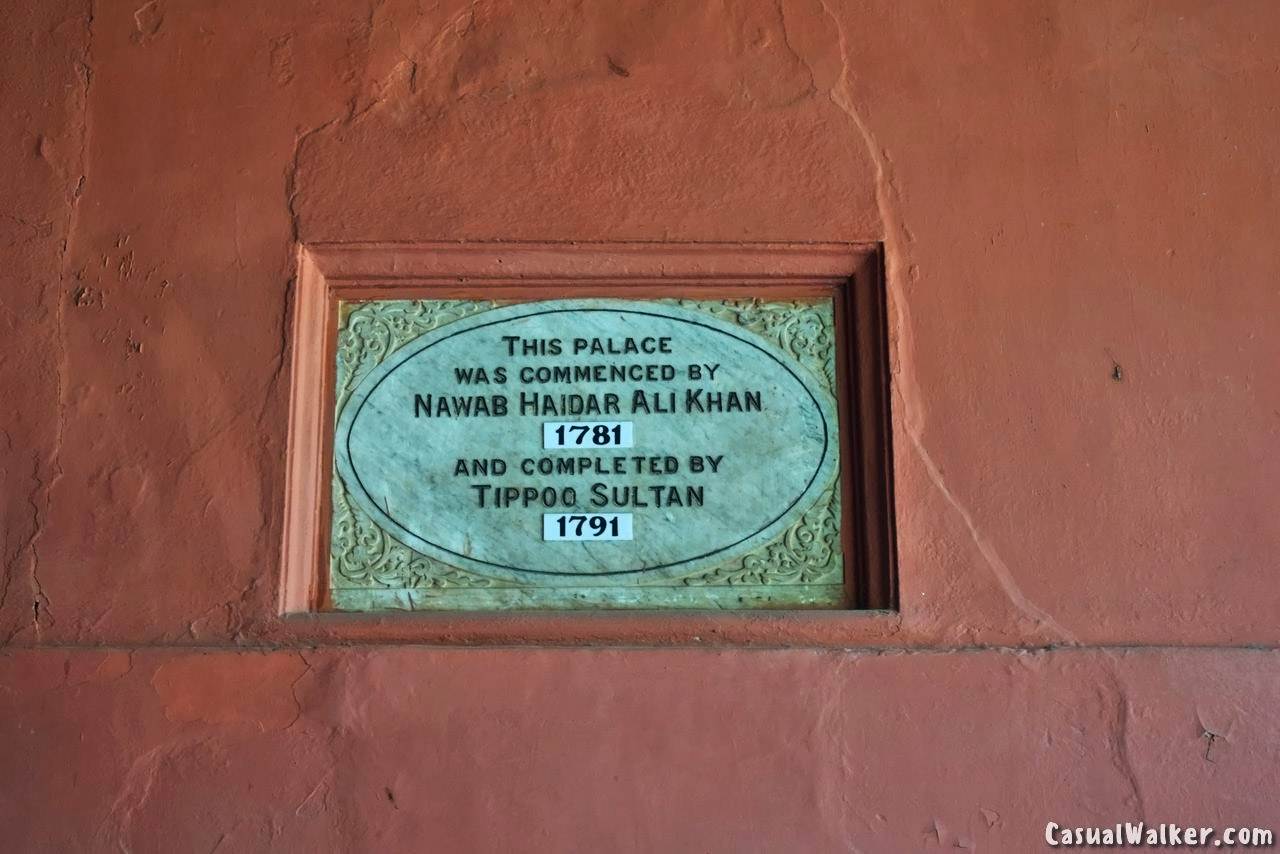 THIS PALACE
WAS COMMENCED BY
NAWAB HAIDAR ALI KHAN
1781
AND COMPLETED BY
TIPPOO SULTAN
1791
CasualWalker.com